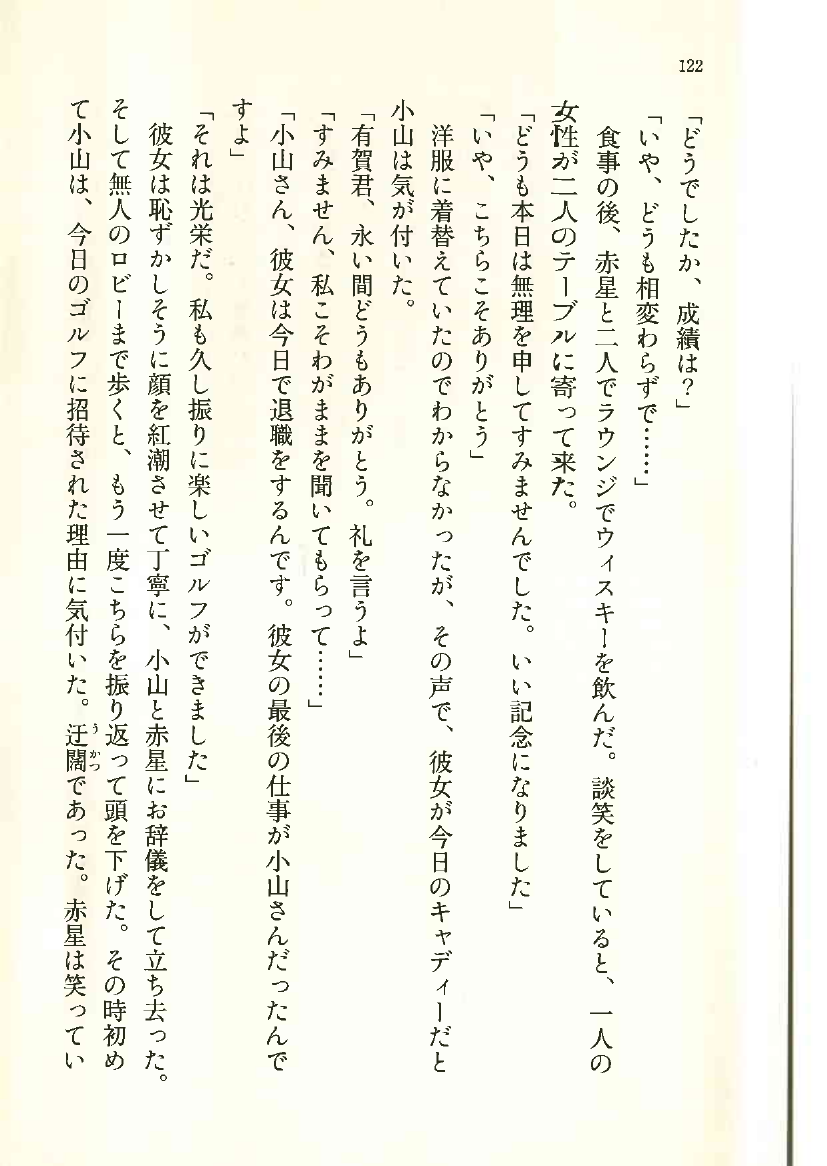 122
「どうでしたか、成績は？」
「いや、どうも相変わらずで……」
食事の後、赤星と二人でラウンジでウィスキーを飲んだ。談笑をしていると、一人の
女性が二人のテーブルに寄って来た。
「どうも本日は無理を申してすみませんでした。いい記念になりました」
「いや、こちらこそありがとう」
洋服に着替えていたのでわからなかったが、その声で、彼女が今日のキャディーだと
小山は気が付いた。
「有賀君、永い間どうもありがとう。礼を言うよ」
「すみません、私こそわがままを聞いてもらって……」
「小山さん、彼女は今日で退職をするんです。彼女の最後の仕事が小山さんだったんで
すよ」
「それは光栄だ。私も久し振りに楽しいゴルフができました」
彼女は恥ずかしそうに顔を紅潮させて丁寧に、小山と赤星にお辞儀をして立ち去った。
そして無人のロビーまで歩くと、もう一度こちらを振り返って頭を下げた。その時初め
て小山は、今日のゴルフに招待された理由に気付いた。迂闊であった。赤星は笑ってい
うかつ